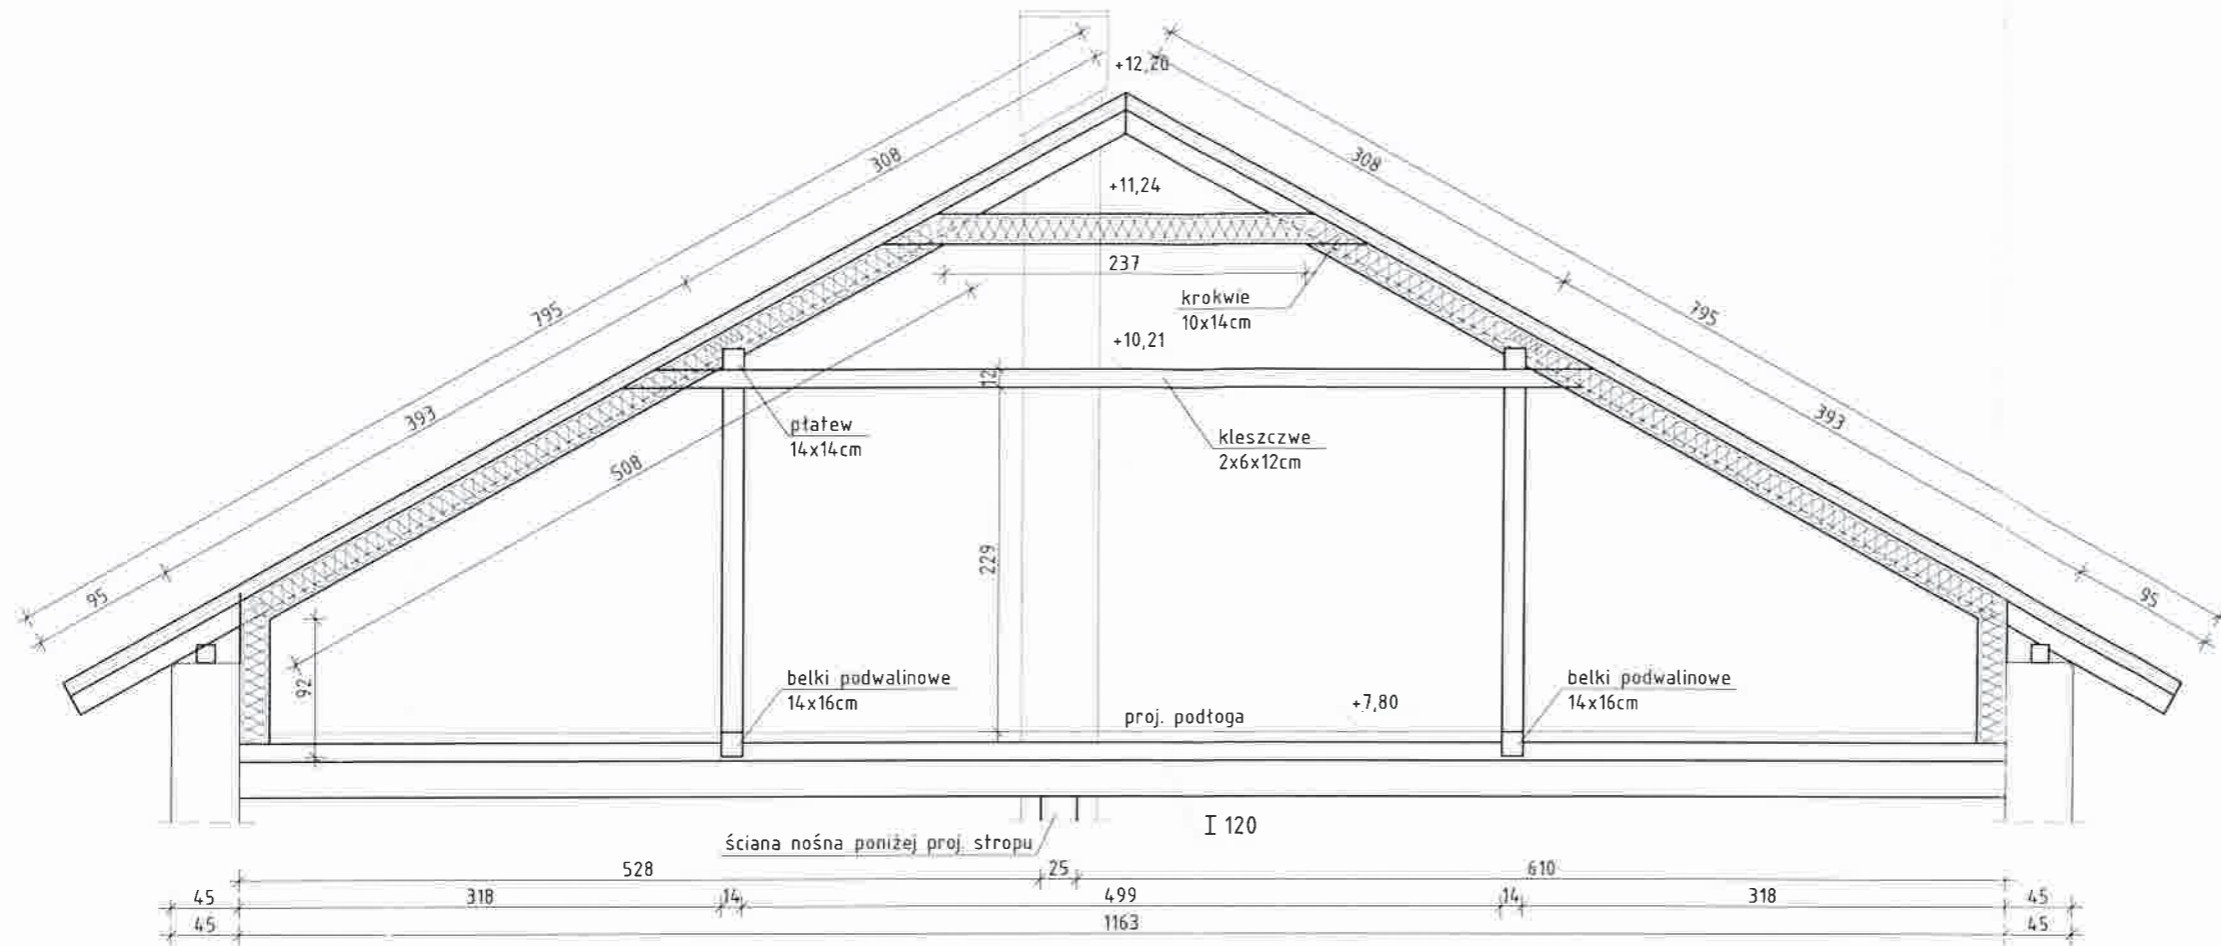 +12,20
308
308
+11,24
237
krokwie
10x14cm
795
795
+10,21
12
393
393
płatew
14x14cm
kleszczwe
2x6x12cm
508
229
95
95
92
belki podwalinowe
14x16cm
belki podwalinowe
14x16cm
+7,80
proj. podłoga
I 120
ściana nośna poniżej proj. stropu
528 25 610
45 318 14 499 14 318 45
45 1163 45